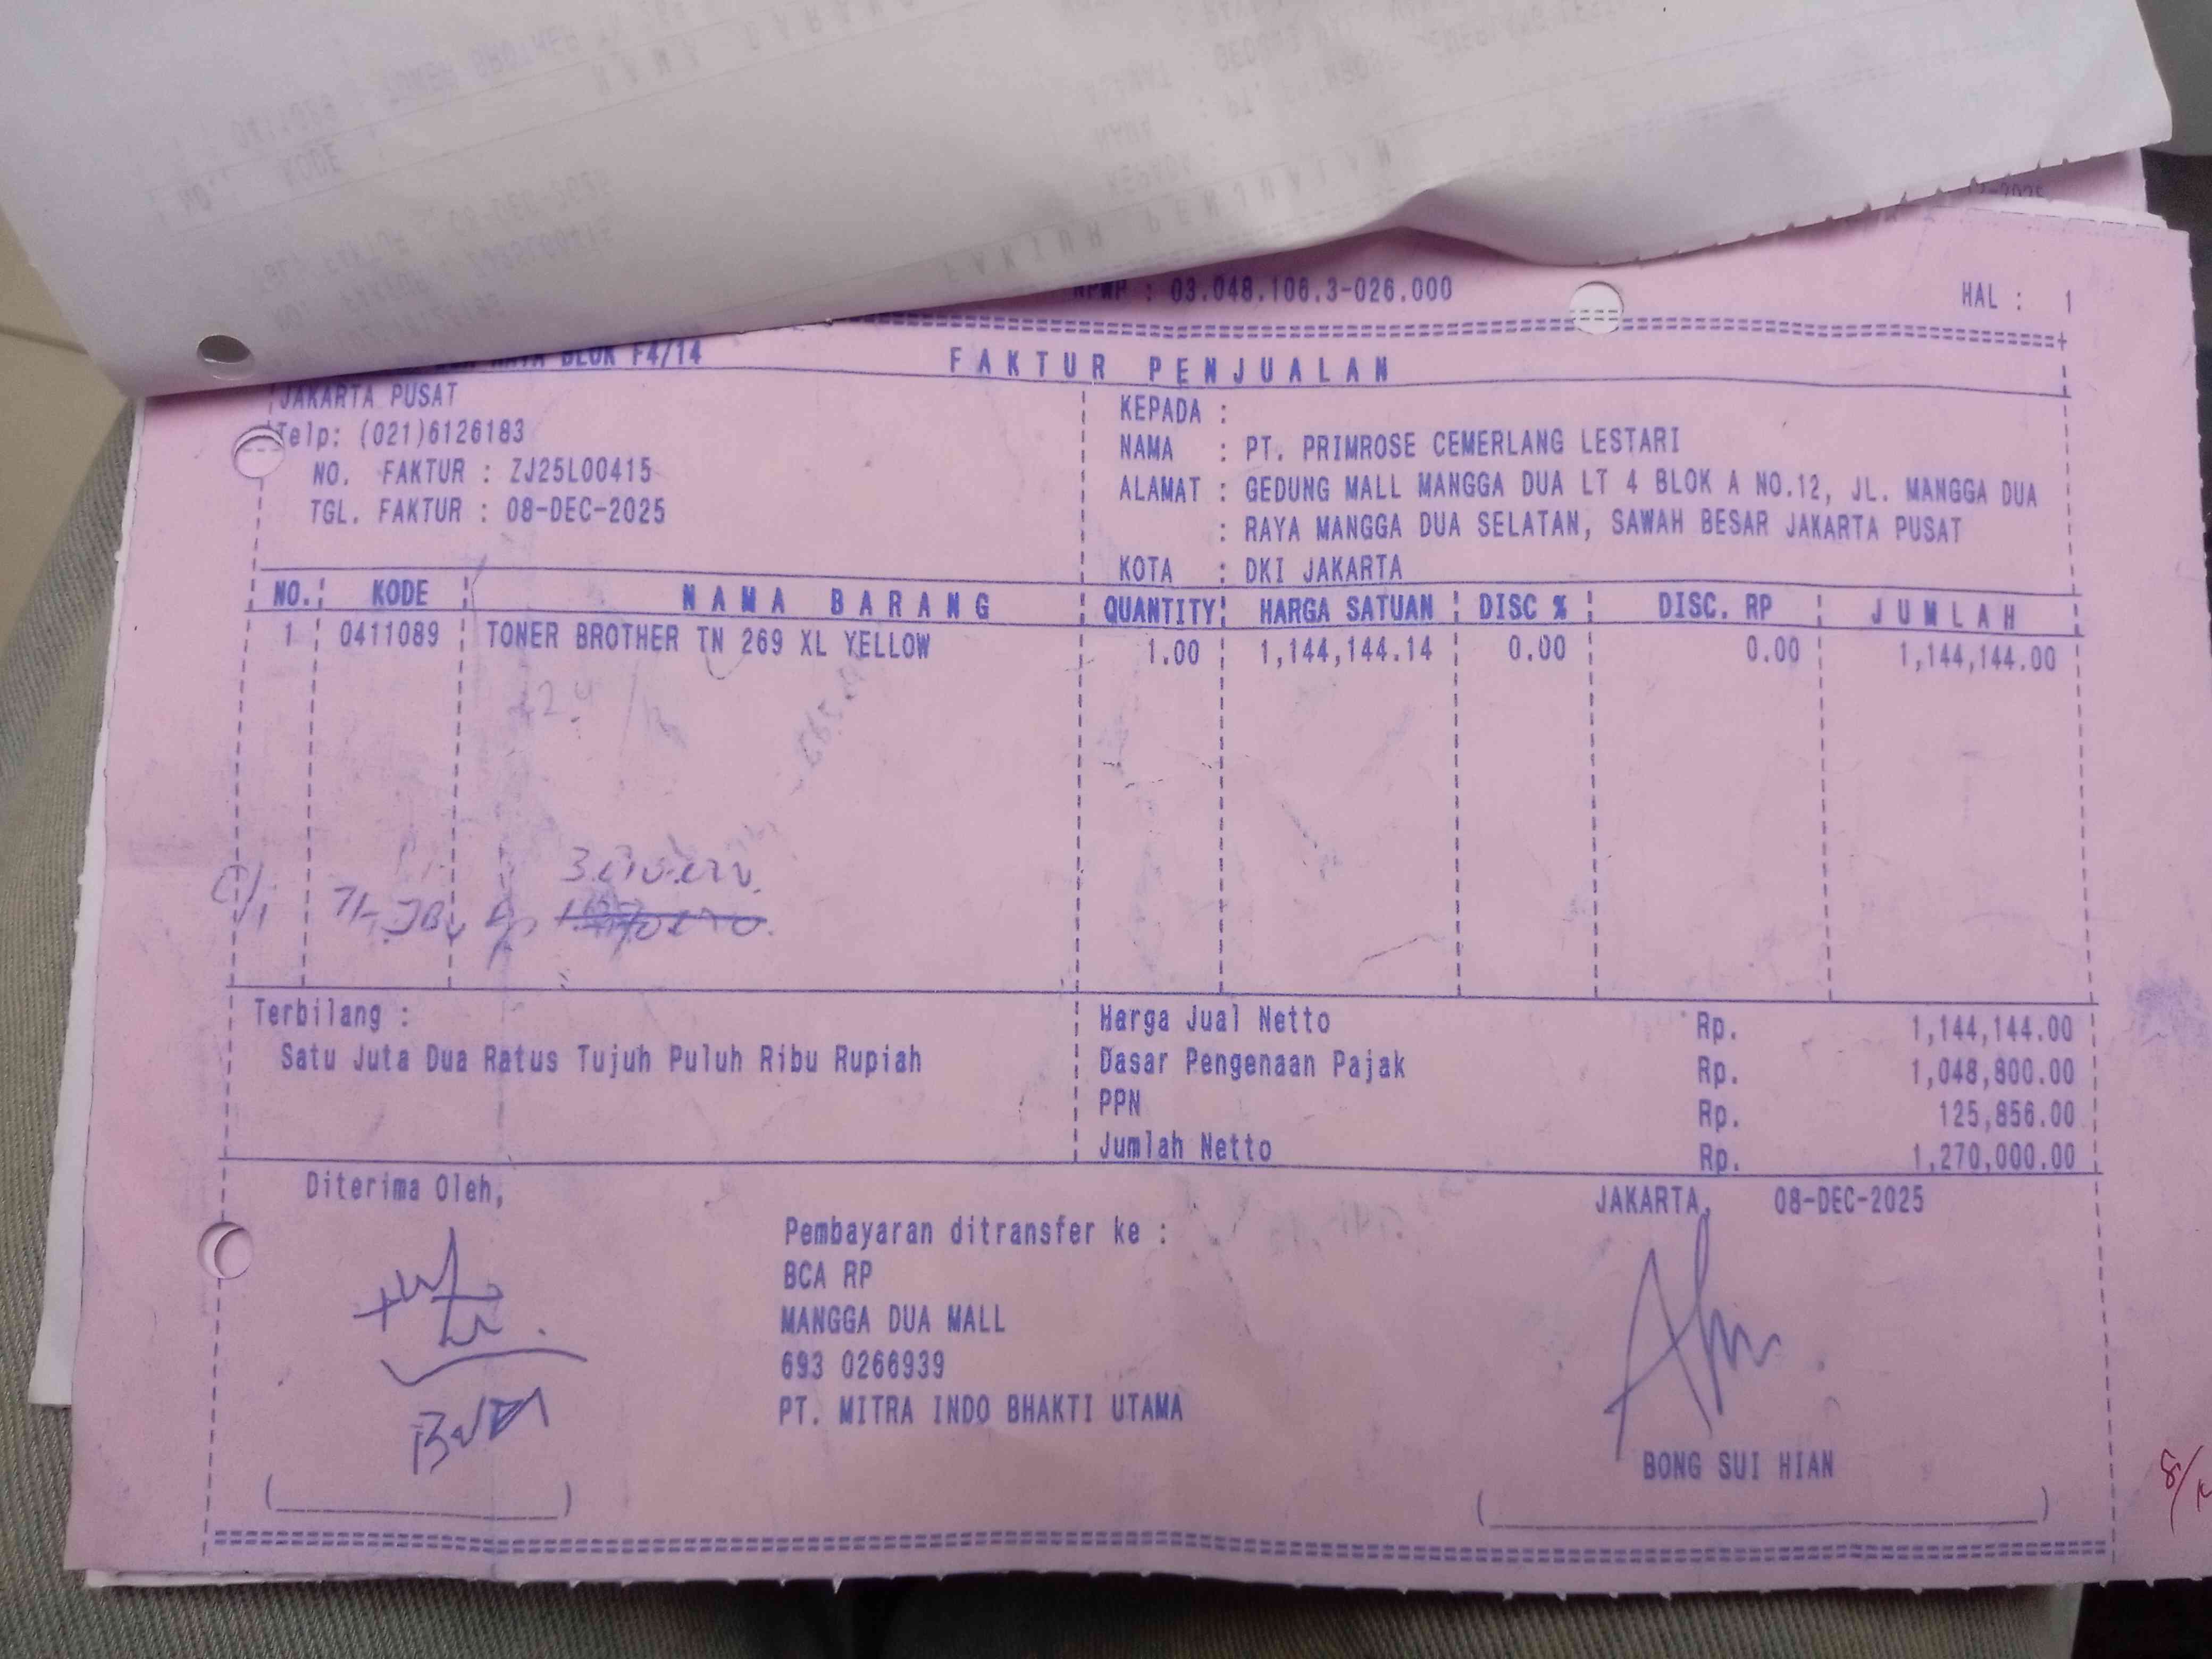 NPWP : 03.048.106.3-026.000
HAL : 1
RAYA BLOK F4/14
FAKTUR PENJUALAN
JAKARTA PUSAT
Telp: (021)6126183
NO. FAKTUR : ZJ25L00415
TGL. FAKTUR : 08-DEC-2025
KEPADA :
NAMA : PT. PRIMROSE CEMERLANG LESTARI
ALAMAT : GEDUNG MALL MANGGA DUA LT 4 BLOK A NO.12, JL. MANGGA DUA
: RAYA MANGGA DUA SELATAN, SAWAH BESAR JAKARTA PUSAT
KOTA : DKI JAKARTA
NO. KODE NAMA BARANG QUANTITY HARGA SATUAN DISC % DISC. RP JUMLAH
1 0411089 TONER BROTHER TN 269 XL YELLOW 1.00 1,144,144.14 0.00 0.00 1,144,144.00
Terbilang :
Satu Juta Dua Ratus Tujuh Puluh Ribu Rupiah
Harga Jual Netto Rp. 1,144,144.00
Dasar Pengenaan Pajak Rp. 1,048,800.00
PPN Rp. 125,856.00
Jumlah Netto Rp. 1,270,000.00
Diterima Oleh,
Pembayaran ditransfer ke :
BCA RP
MANGGA DUA MALL
693 0266939
PT. MITRA INDO BHAKTI UTAMA
JAKARTA, 08-DEC-2025
BONG SUI HIAN